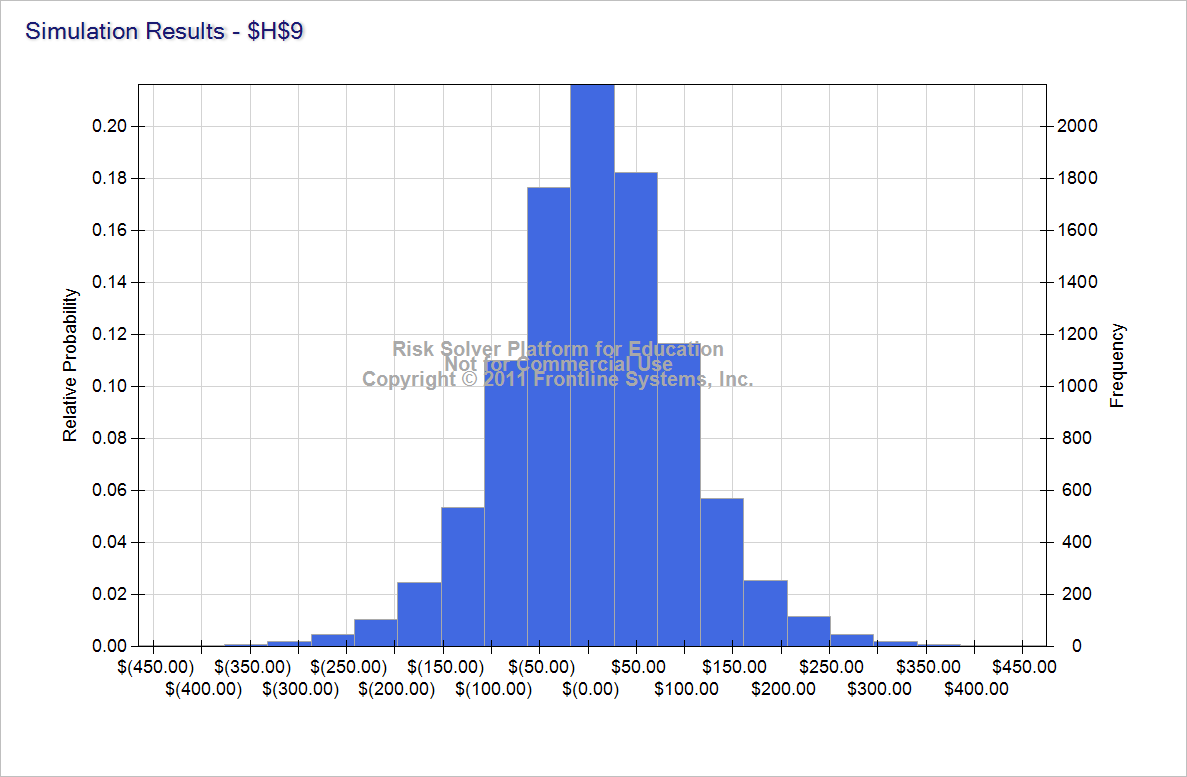 Simulation Results - $H$9
0.20
0.18
0.16
0.14
0.12
0.10
0.08
0.06
0.04
0.02
0.00
Relative Probability
Risk Solver Platform for Education
Not for Commercial Use
Copyright © 2011 Frontline Systems, Inc.
2000
1800
1600
1400
1200
1000
800
600
400
200
0
Frequency
$(450.00) $(350.00) $(250.00) $(150.00) $(50.00) $50.00 $150.00 $250.00 $350.00 $450.00
$(400.00) $(300.00) $(200.00) $(100.00) $(0.00) $100.00 $200.00 $300.00 $400.00